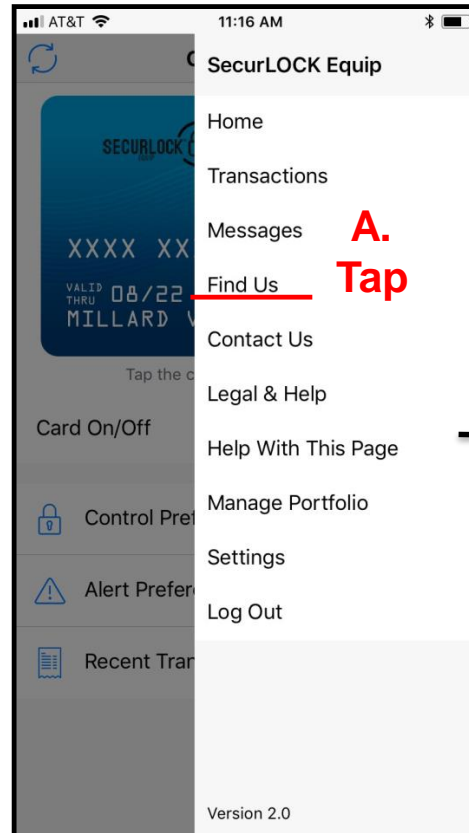 AT&T 11:16 AM
C SecurLOCK Equip
Home
SECURLOCK
Transactions
Messages A.
XXXX XX
Find Us Tap
VALID THRU 08/22
MILLARD V
Contact Us
Tap the c
Legal & Help
Card On/Off
Help With This Page
Manage Portfolio
Control Pref
Settings
Alert Prefer
Log Out
Recent Tran
Version 2.0